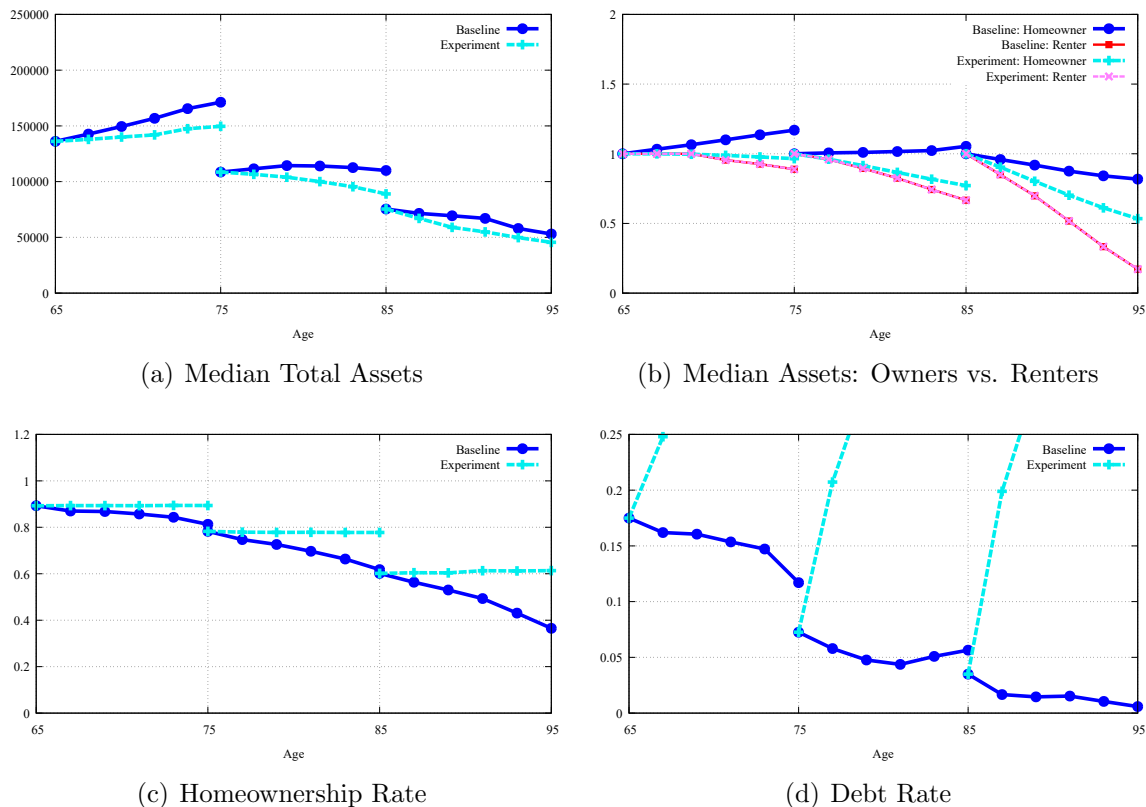 250000
200000
150000
100000
50000
0
65
75
85
95
Age
Baseline
Experiment
(a) Median Total Assets
2
1.5
1
0.5
0
65
75
85
95
Age
Baseline: Homeowner
Baseline: Renter
Experiment: Homeowner
Experiment: Renter
(b) Median Assets: Owners vs. Renters
1.2
1
0.8
0.6
0.4
0.2
0
65
75
85
95
Age
Baseline
Experiment
(c) Homeownership Rate
0.25
0.2
0.15
0.1
0.05
0
65
75
85
95
Age
Baseline
Experiment
(d) Debt Rate